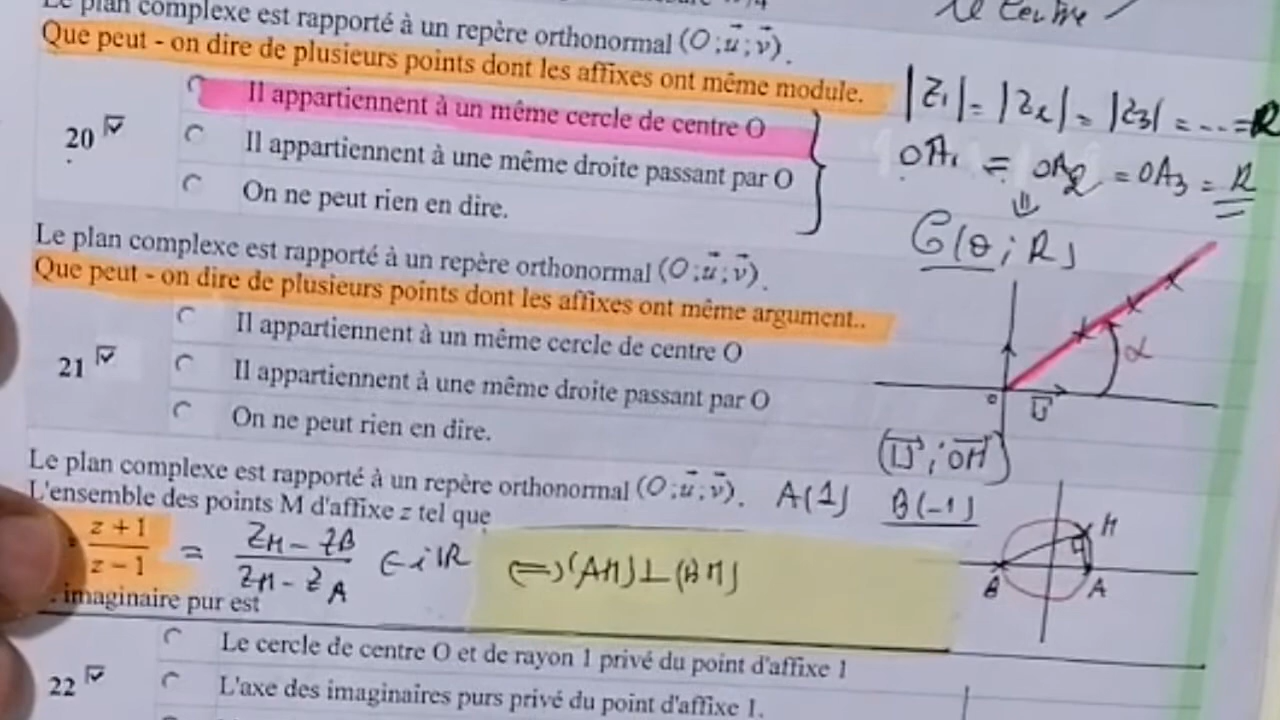 le centre
Le plan complexe est rapporté à un repère orthonormal (O;u;v).
Que peut - on dire de plusieurs points dont les affixes ont même module.
Il appartiennent à un même cercle de centre O
20
Il appartiennent à une même droite passant par O
On ne peut rien en dire.
|Z1| = |Z2| = |Z3| = ... = R
OA1 = OA2 = OA3 = R
⇓
C(O;R)
Le plan complexe est rapporté à un repère orthonormal (O;u;v).
Que peut - on dire de plusieurs points dont les affixes ont même argument..
Il appartiennent à un même cercle de centre O
21
Il appartiennent à une même droite passant par O
On ne peut rien en dire.
α
o U
(U; OM)
Le plan complexe est rapporté à un repère orthonormal (O;u;v). A(1) B(-1)
L'ensemble des points M d'affixe z tel que
z + 1 / z - 1 = ZM - ZB / ZM - ZA ∈ iR ⟺ (AM) ⊥ (BM)
imaginaire pur est
M
B A
Le cercle de centre O et de rayon 1 privé du point d'affixe 1
22
L'axe des imaginaires purs privé du point d'affixe 1.